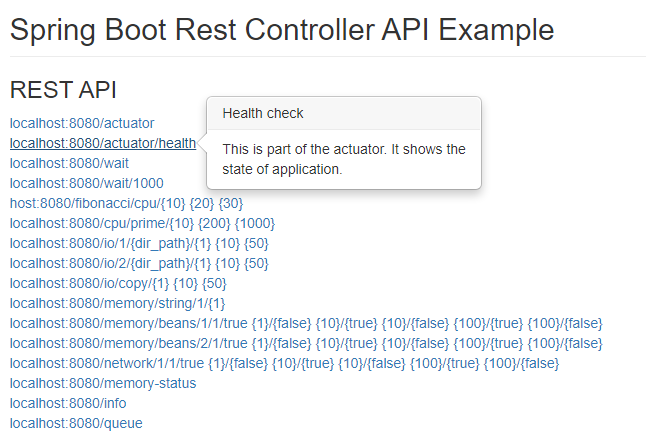 Spring Boot Rest Controller API Example
REST API
localhost:8080/actuator
localhost:8080/actuator/health
Health check
This is part of the actuator. It shows the
state of application.
localhost:8080/wait
localhost:8080/wait/1000
host:8080/fibonacci/cpu/{10} {20} {30}
localhost:8080/cpu/prime/{10} {200} {1000}
localhost:8080/io/1/{dir_path}/{1} {10} {50}
localhost:8080/io/2/{dir_path}/{1} {10} {50}
localhost:8080/io/copy/{1} {10} {50}
localhost:8080/memory/string/1/{1}
localhost:8080/memory/beans/1/1/true {1}/{false} {10}/{true} {10}/{false} {100}/{true} {100}/{false}
localhost:8080/memory/beans/2/1/true {1}/{false} {10}/{true} {10}/{false} {100}/{true} {100}/{false}
localhost:8080/network/1/1/true {1}/{false} {10}/{true} {10}/{false} {100}/{true} {100}/{false}
localhost:8080/memory-status
localhost:8080/info
localhost:8080/queue